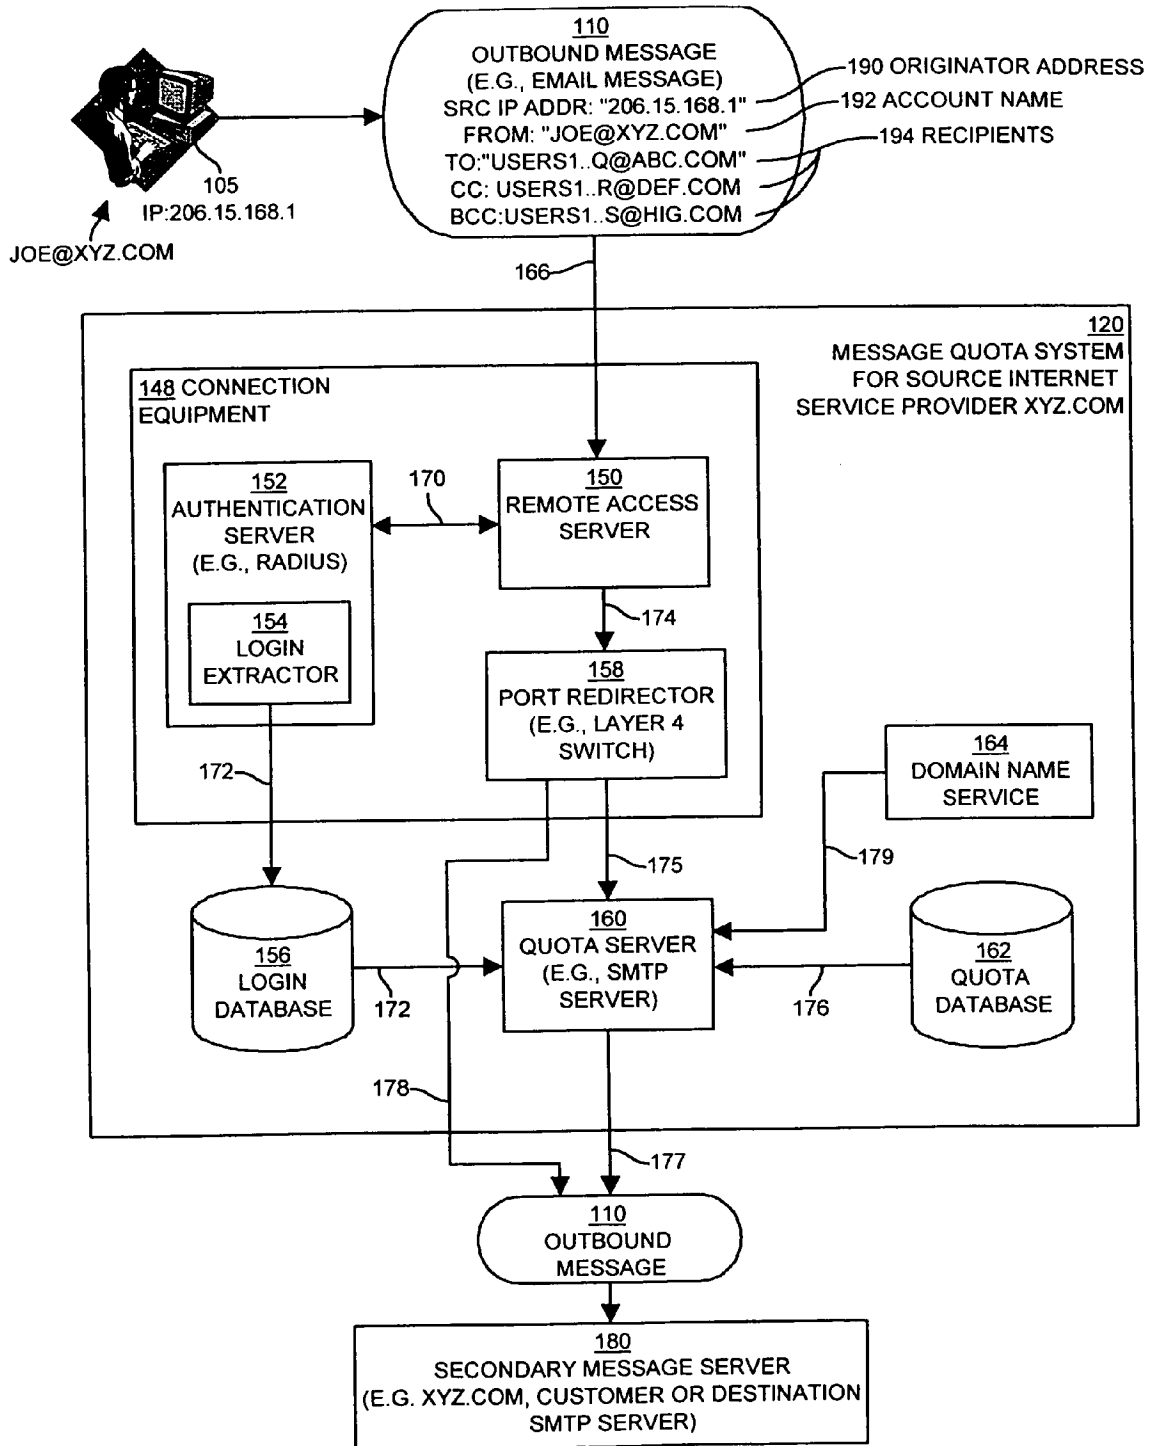 110
OUTBOUND MESSAGE
(E.G., EMAIL MESSAGE)
SRC IP ADDR: "206.15.168.1"
FROM: "JOE@XYZ.COM"
TO:"USERS1..Q@ABC.COM"
CC: USERS1..R@DEF.COM
BCC:USERS1..S@HIG.COM
190 ORIGINATOR ADDRESS
192 ACCOUNT NAME
194 RECIPIENTS
105
IP:206.15.168.1
JOE@XYZ.COM
166
120
MESSAGE QUOTA SYSTEM
FOR SOURCE INTERNET
SERVICE PROVIDER XYZ.COM
148 CONNECTION
EQUIPMENT
152
AUTHENTICATION
SERVER
(E.G., RADIUS)
170
150
REMOTE ACCESS
SERVER
154
LOGIN
EXTRACTOR
174
158
PORT REDIRECTOR
(E.G., LAYER 4
SWITCH)
164
DOMAIN NAME
SERVICE
172
175
179
156
LOGIN
DATABASE
172
160
QUOTA SERVER
(E.G., SMTP
SERVER)
176
162
QUOTA
DATABASE
178
177
110
OUTBOUND
MESSAGE
180
SECONDARY MESSAGE SERVER
(E.G. XYZ.COM, CUSTOMER OR DESTINATION
SMTP SERVER)